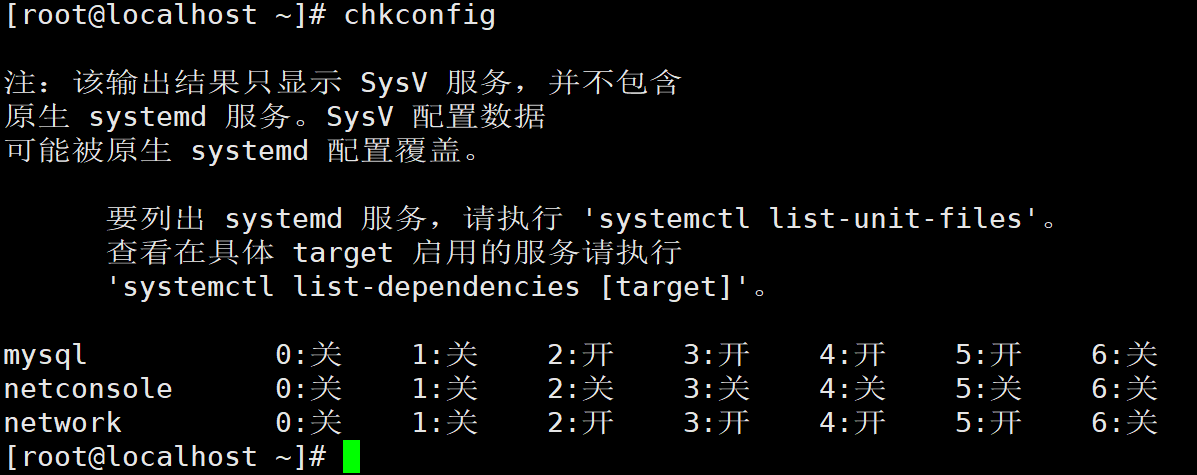 [root@localhost ~]# chkconfig
注：该输出结果只显示 SysV 服务，并不包含
原生 systemd 服务。SysV 配置数据
可能被原生 systemd 配置覆盖。
要列出 systemd 服务，请执行 'systemctl list-unit-files'。
查看在具体 target 启用的服务请执行
'systemctl list-dependencies [target]'。
mysql 0:关 1:关 2:开 3:开 4:开 5:开 6:关
netconsole 0:关 1:关 2:关 3:关 4:关 5:关 6:关
network 0:关 1:关 2:开 3:开 4:开 5:开 6:关
[root@localhost ~]#